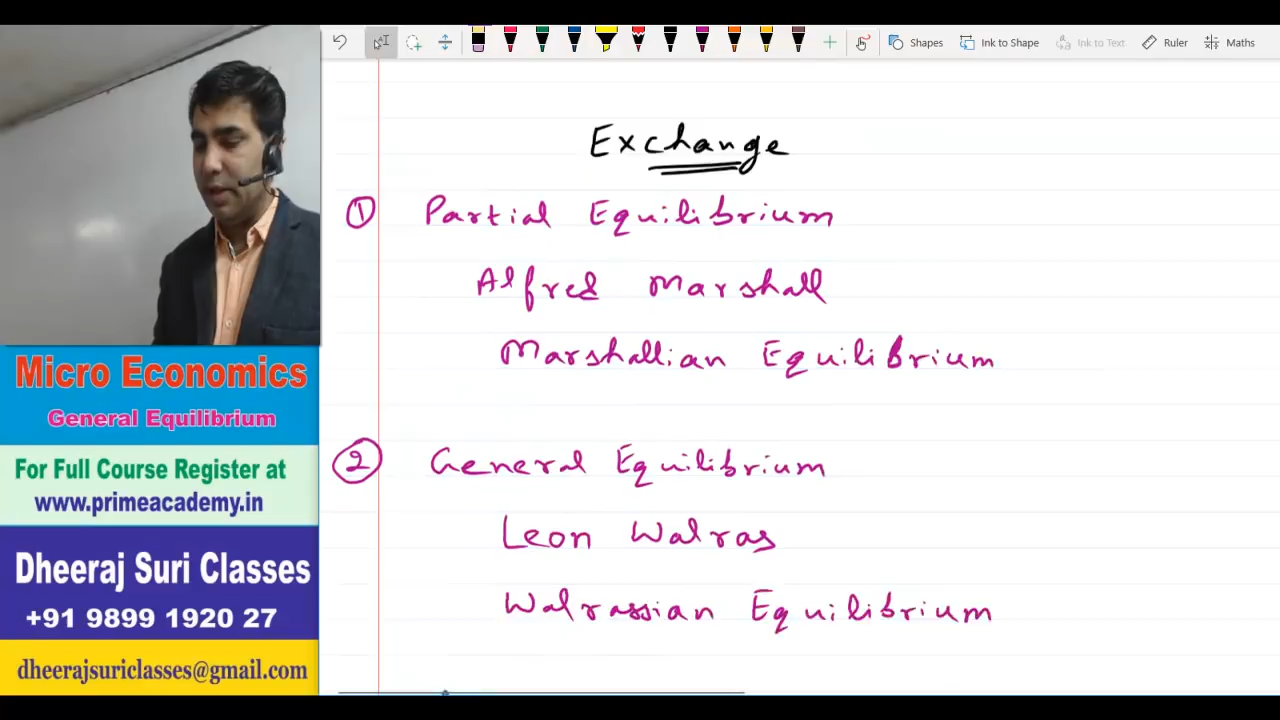 Shapes
Ink to Shape
Ink to Text
Ruler
Maths
Exchange
① Partial Equilibrium
Alfred Marshall
Marshallian Equilibrium
② General Equilibrium
Leon Walras
Walrassian Equilibrium
Micro Economics
General Equilibrium
For Full Course Register at
www.primeacademy.in
Dheeraj Suri Classes
+91 9899 1920 27
dheerajsuriclasses@gmail.com